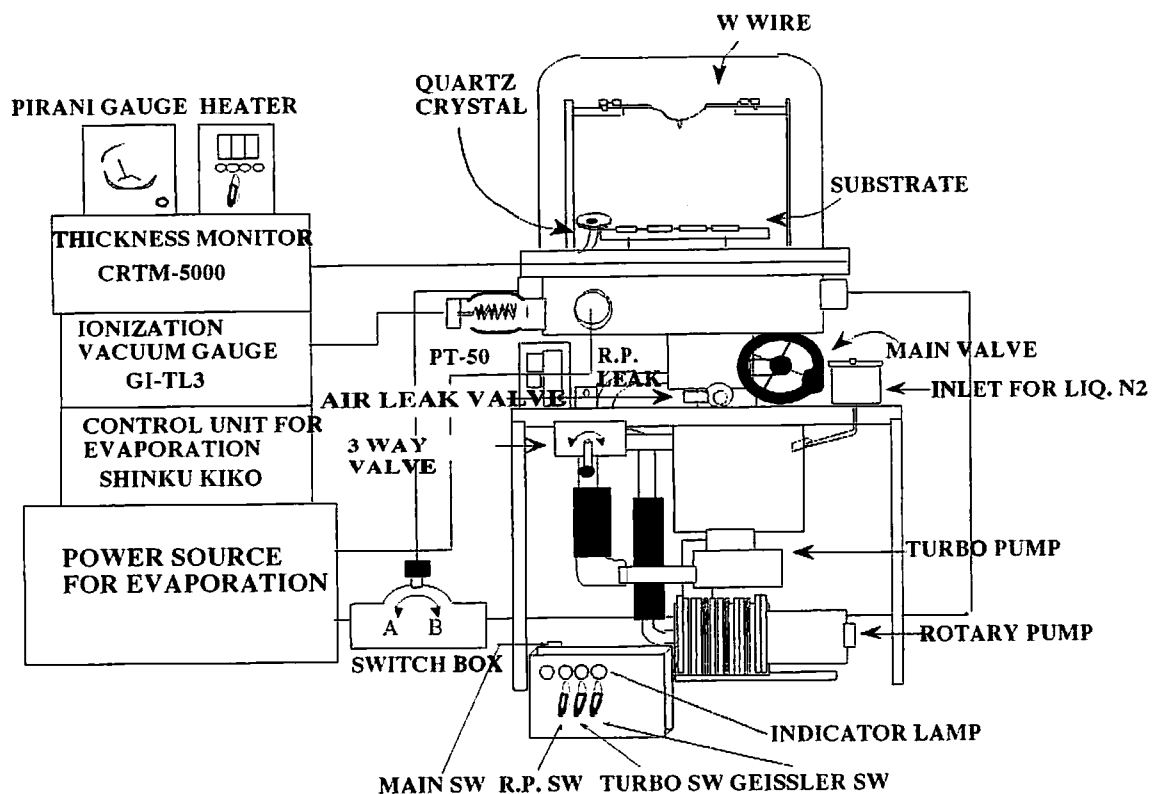 W WIRE
QUARTZ
CRYSTAL
PIRANI GAUGE HEATER
SUBSTRATE
THICKNESS MONITOR
CRTM-5000
IONIZATION
VACUUM GAUGE
GI-TL3
PT-50
R.P.
LEAK
MAIN VALVE
AIR LEAK VALVE
INLET FOR LIQ. N2
CONTROL UNIT FOR
EVAPORATION
SHINKU KIKO
3 WAY
VALVE
POWER SOURCE
FOR EVAPORATION
TURBO PUMP
A B
ROTARY PUMP
SWITCH BOX
INDICATOR LAMP
MAIN SW R.P. SW TURBO SW GEISSLER SW